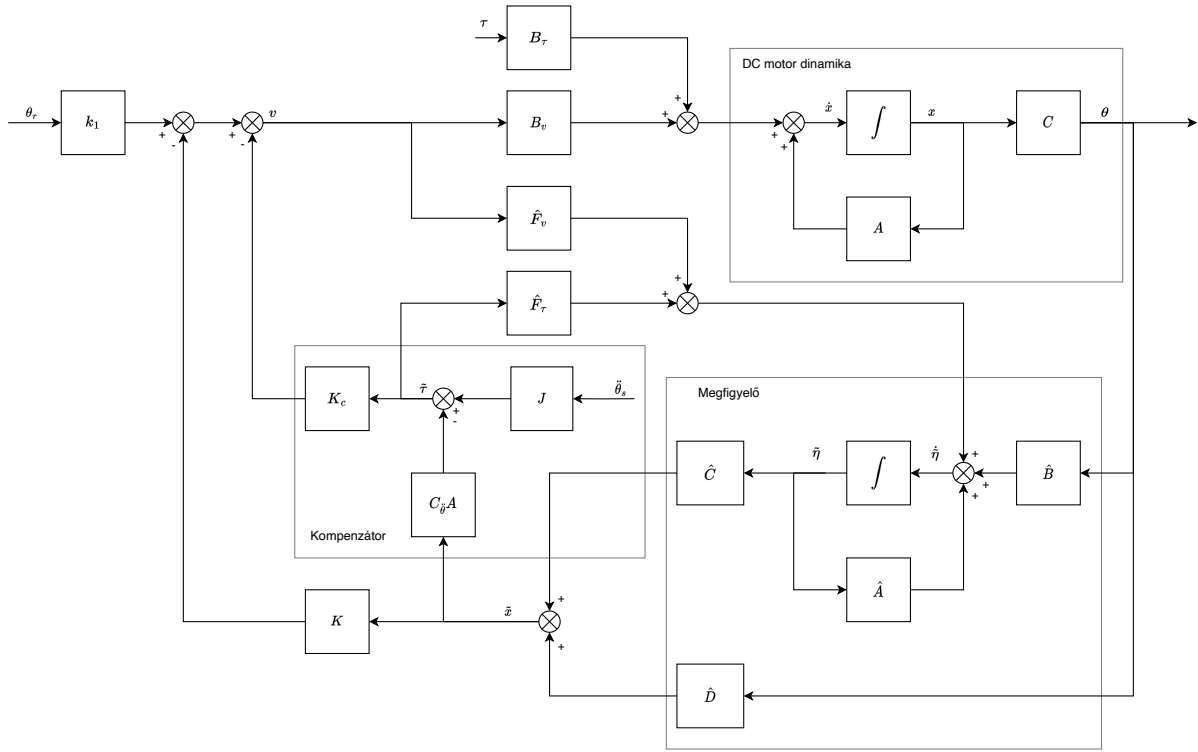 τ
B_τ
DC motor dinamika
θ_r
k_1
+
-
+
-
v
B_v
+
+
+
+
ẋ
∫
x
C
θ
A
F̂_v
+
+
F̂_τ
Kompenzátor
K_c
τ̃
+
-
J
θ̈_s
C_θ̈ A
Megfigyelő
Ĉ
η̃
∫
η̃̇
+
+
+
B̂
Â
K
x̃
+
+
D̂